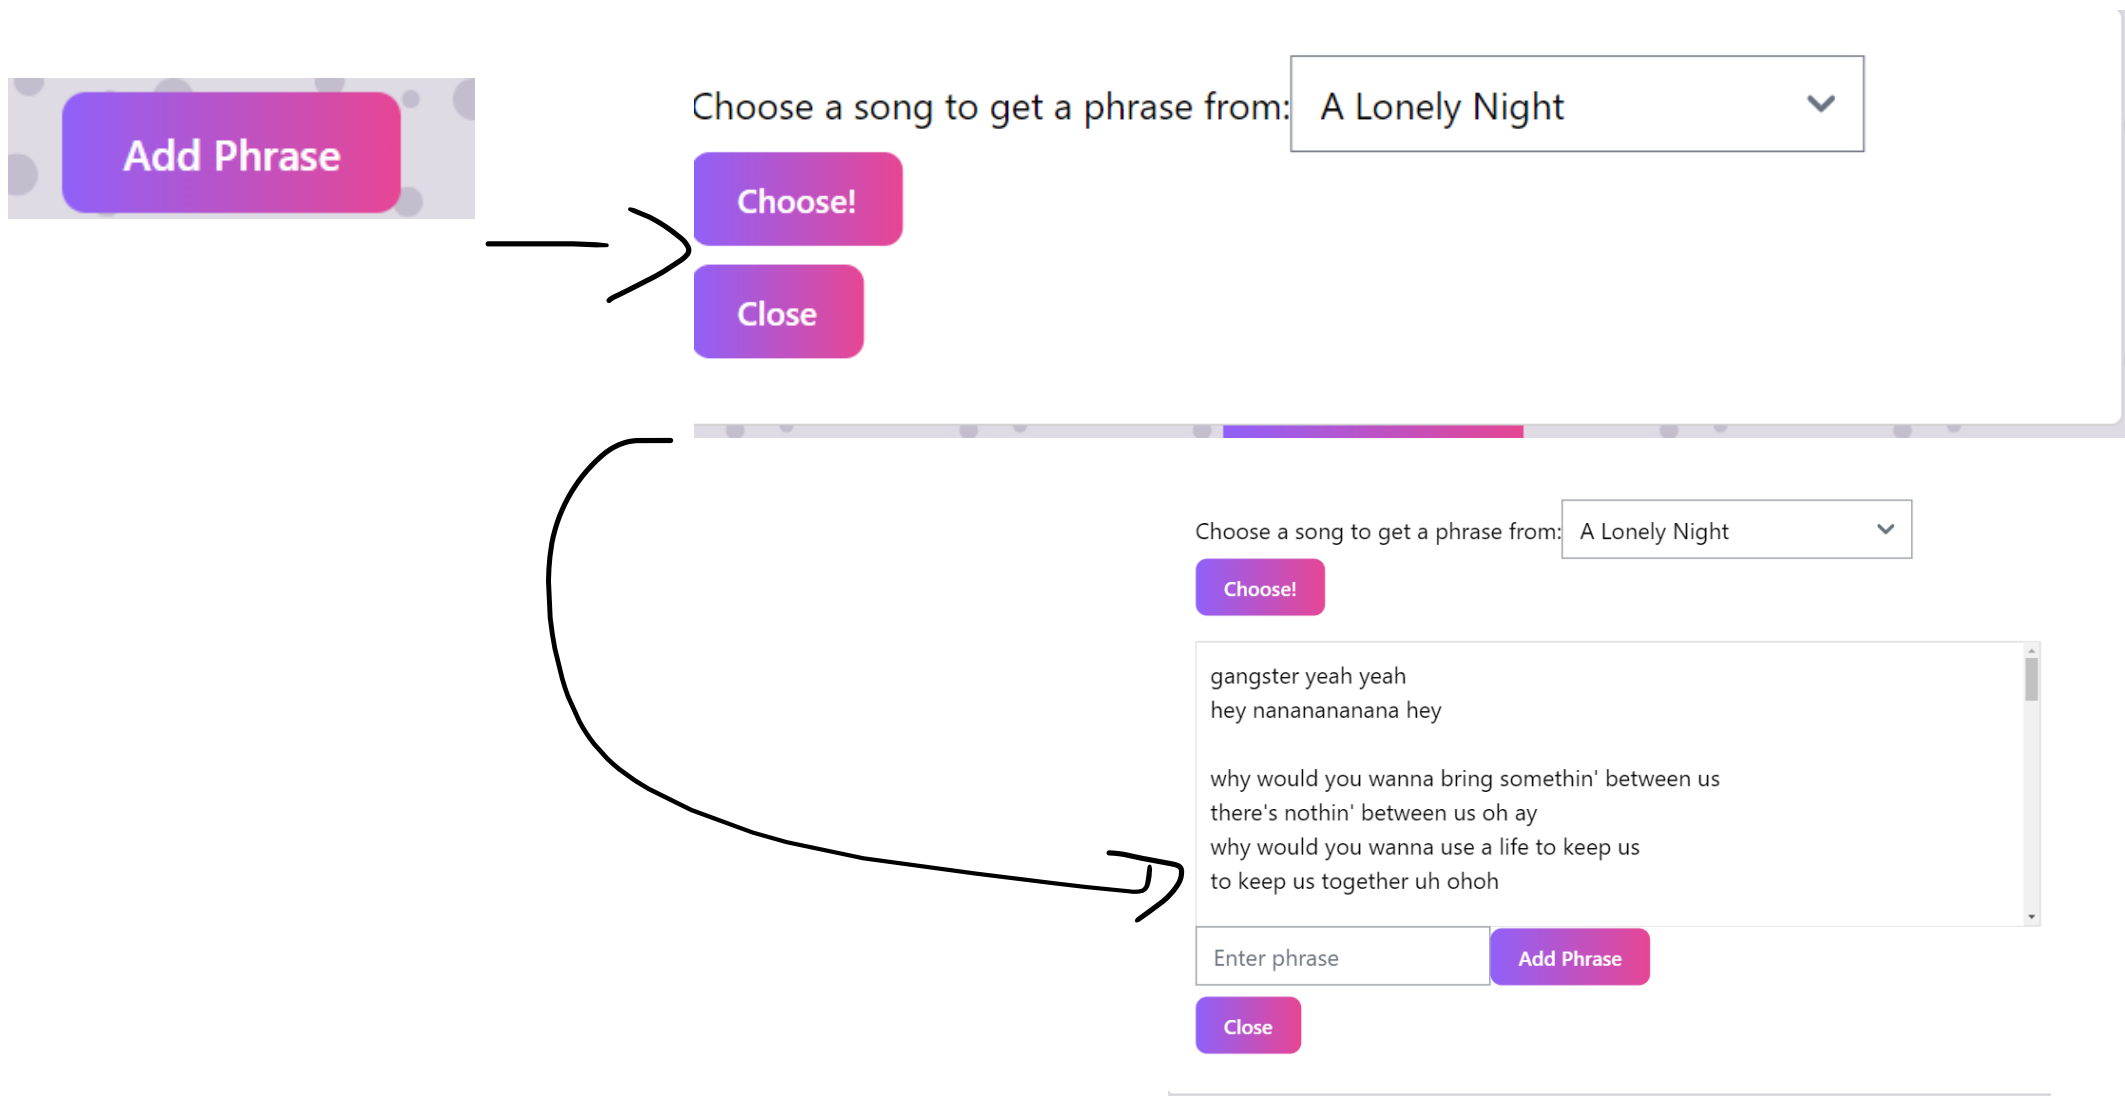 Add Phrase
Choose a song to get a phrase from: A Lonely Night
Choose!
Close
Choose a song to get a phrase from: A Lonely Night
Choose!
gangster yeah yeah
hey nanananana hey
why would you wanna bring somethin' between us
there's nothin' between us oh ay
why would you wanna use a life to keep us
to keep us together uh ohoh
Enter phrase Add Phrase
Close